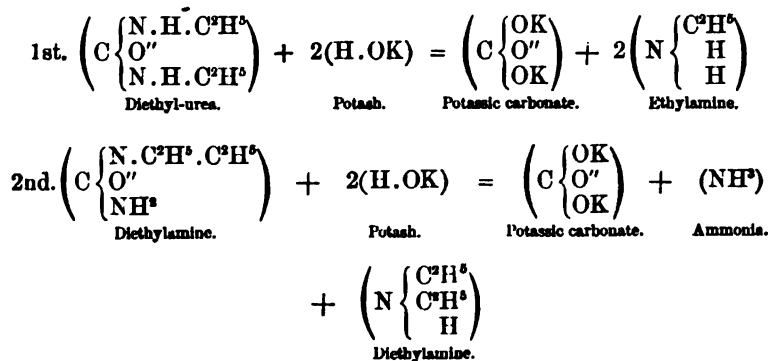 1st. (C { N.H.C²H⁵ O″ N.H.C²H⁵ ) + 2(H.OK) = (C { OK O″ OK ) + 2(N { C²H⁵ H H )
Diethyl-urea. Potash. Potassic carbonate. Ethylamine.
2nd. (C { N.C²H⁵.C²H⁵ O″ NH² ) + 2(H.OK) = (C { OK O″ OK ) + (NH³)
Diethylamine. Potash. Potassic carbonate. Ammonia.
+ (N { C²H⁵ C²H⁵ H )
Diethylamine.